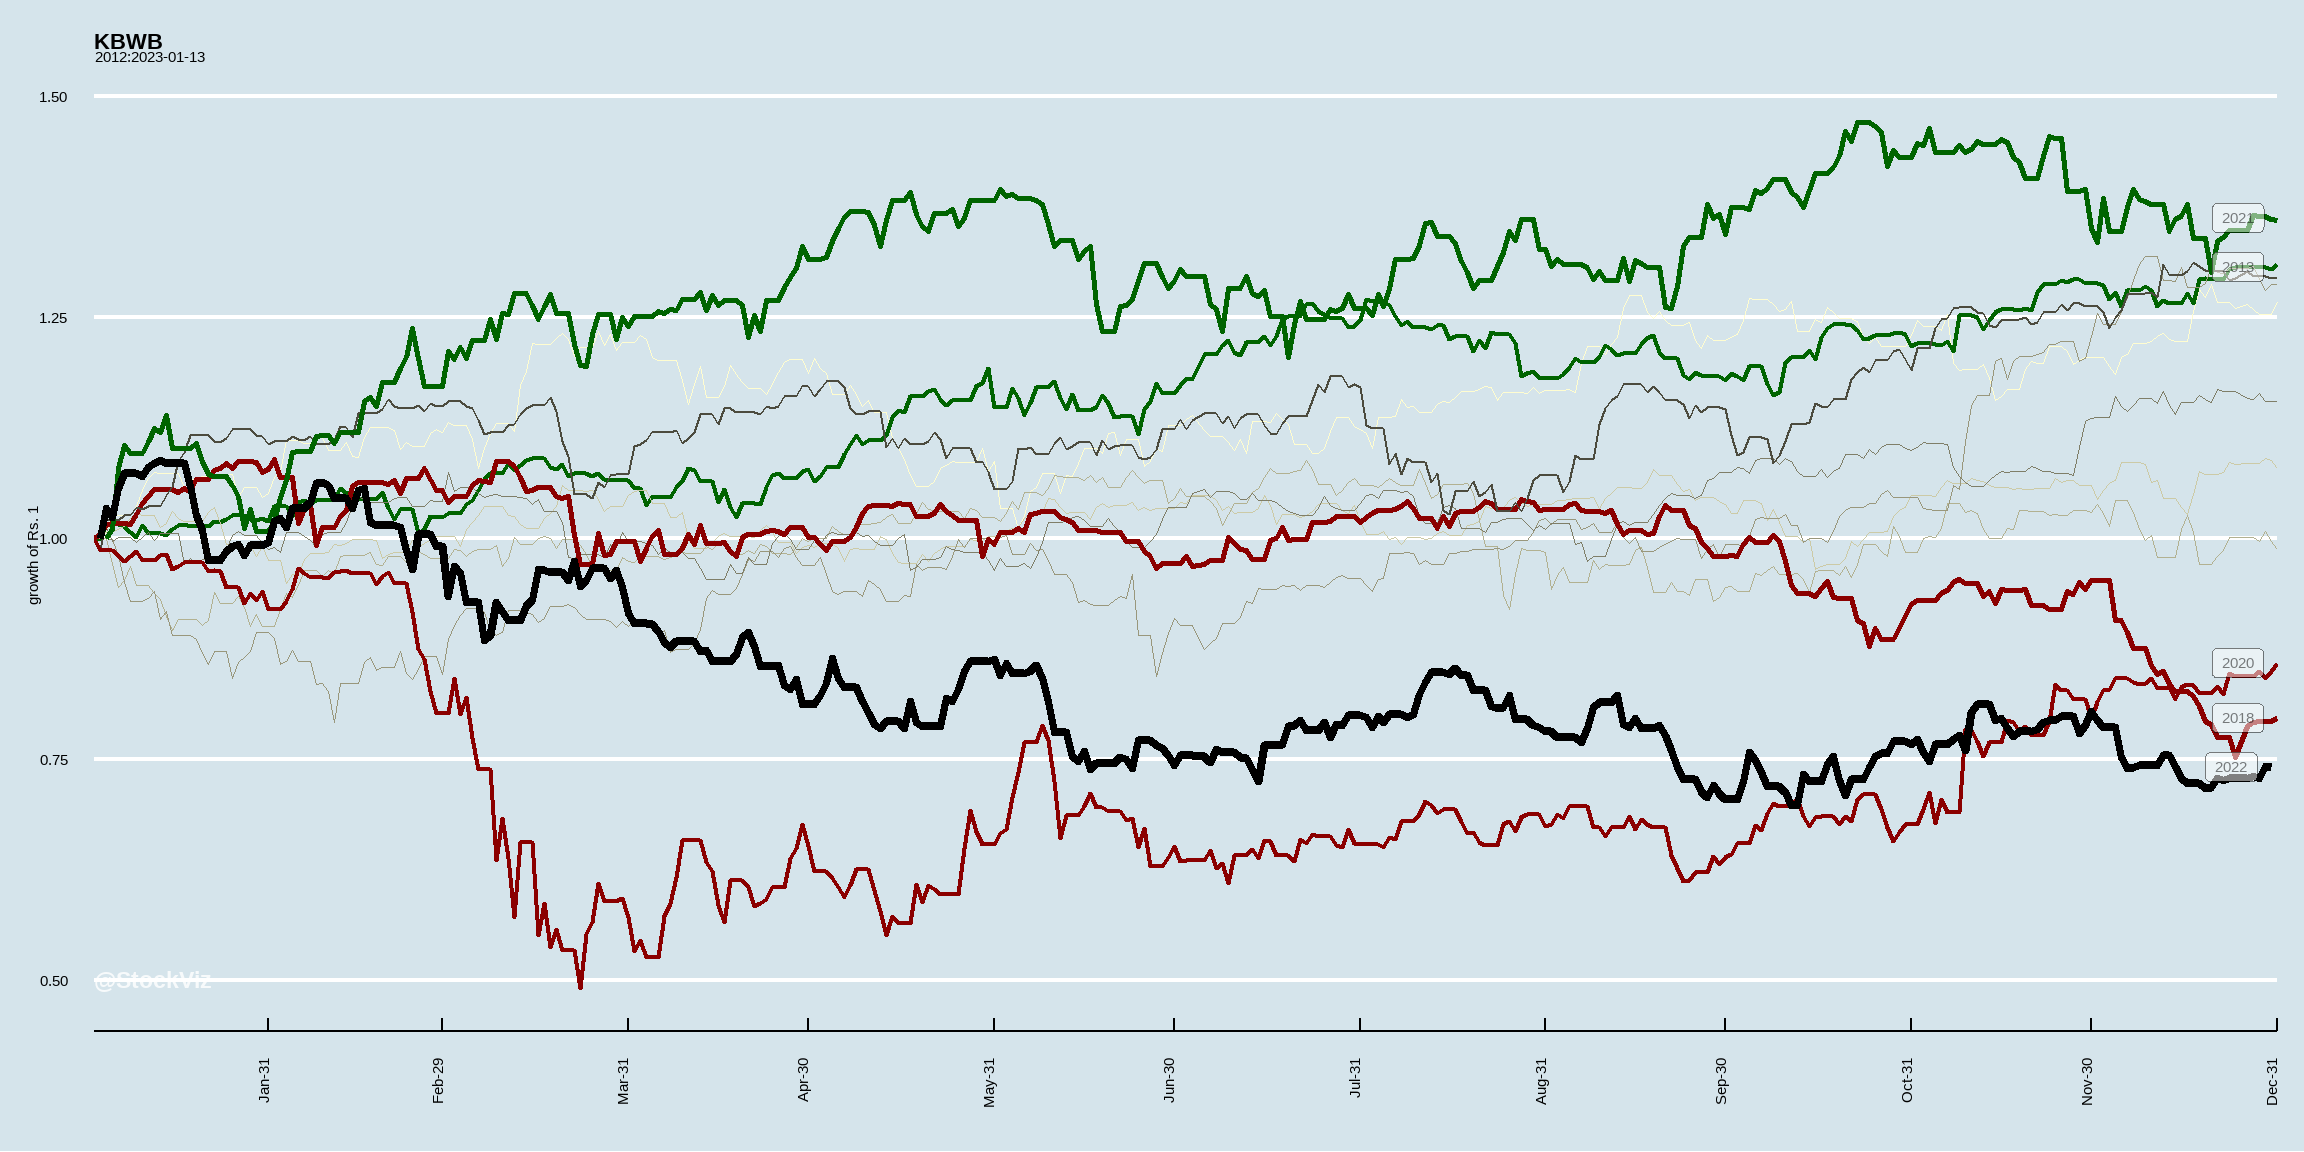 KBWB
2012:2023-01-13
1.50
1.25
1.00
0.75
0.50
growth of Rs. 1
2021
2013
2020
2018
2022
@StockViz
Jan-31
Feb-29
Mar-31
Apr-30
May-31
Jun-30
Jul-31
Aug-31
Sep-30
Oct-31
Nov-30
Dec-31